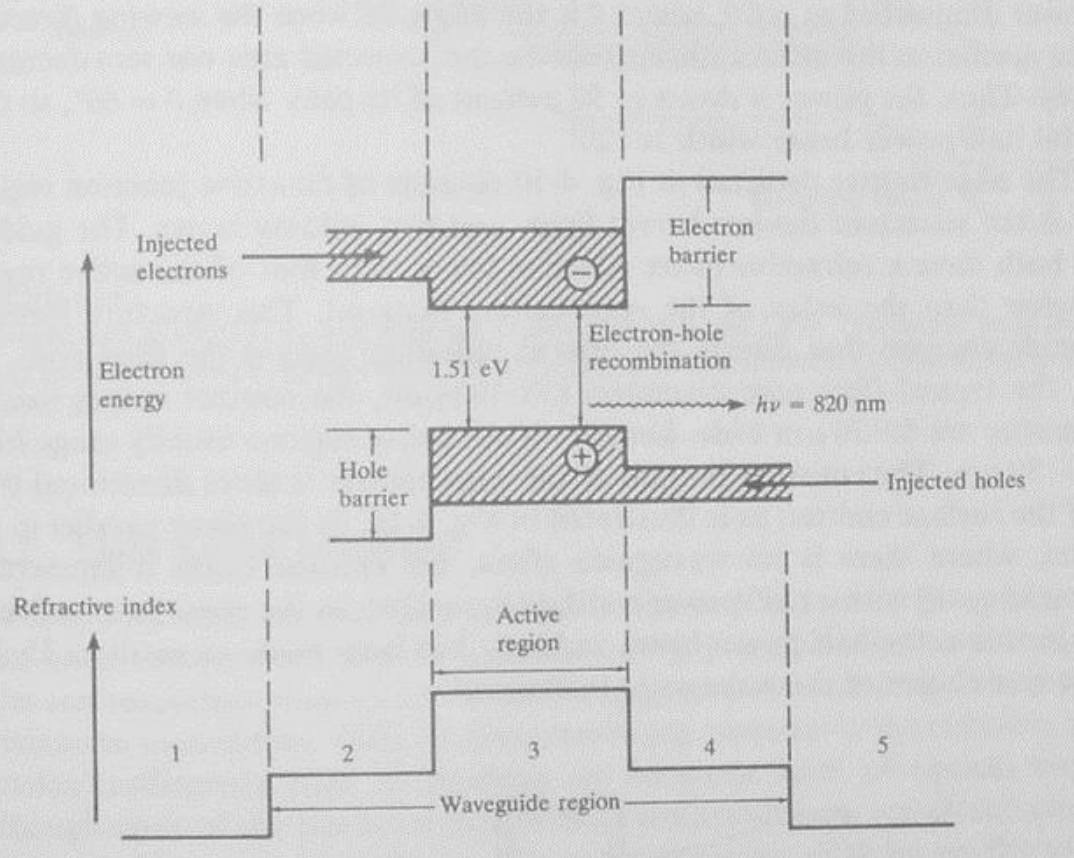 Injected
electrons
Electron
barrier
Electron
energy
1.51 eV
Electron-hole
recombination
hν = 820 nm
Hole
barrier
Injected holes
Refractive index
Active
region
1
2
3
4
5
Waveguide region
−
+